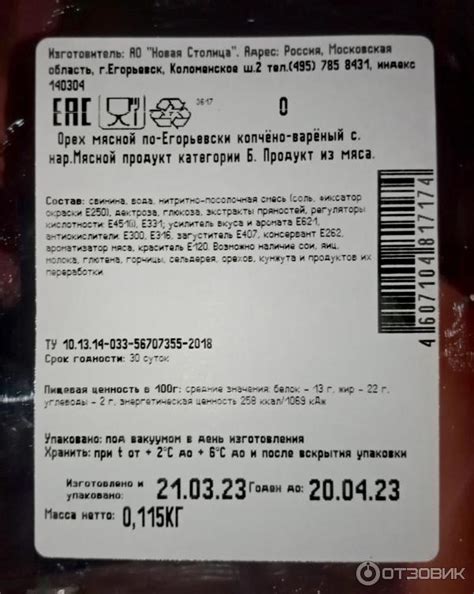 Изготовитель: АО "Новая Столица". Адрес: Россия, Московская
область, г.Егорьевск, Коломенское ш.2 тел.(495) 785 8431, индекс
140304
EAC
36-17
0
Орех мясной по-Егорьевски копчёно-варёный с.
нар.Мясной продукт категории Б. Продукт из мяса.
Состав: свинина, вода, нитритно-посолочная смесь (соль, фиксатор
окраски Е250), декстроза, глюкоза, экстракты пряностей, регуляторы
кислотности: Е451(i), Е331; усилитель вкуса и аромата Е621,
антиокислители: Е300, Е316, загуститель Е407, консервант Е262,
ароматизатор мяса, краситель Е120. Возможно наличие сои, яиц,
молока, глютена, горчицы, сельдерея, орехов, кунжута и продуктов их
переработки
4607104817174
ТУ 10.13.14-033-56707355-2018
Срок годности: 30 суток
Пищевая ценность в 100г: средние значения: белок - 13 г, жир - 22 г,
углеводы - 2 г, энергетическая ценность 258 ккал/1069 кДж
Упаковано: под вакуумом в день изготовления
Хранить: при t от + 2°C до + 6°C до и после вскрытия упаковки
Изготовлено и
упаковано: 21.03.23 Годен до: 20.04.23
Масса нетто: 0,115КГ
ОТЗОВИК